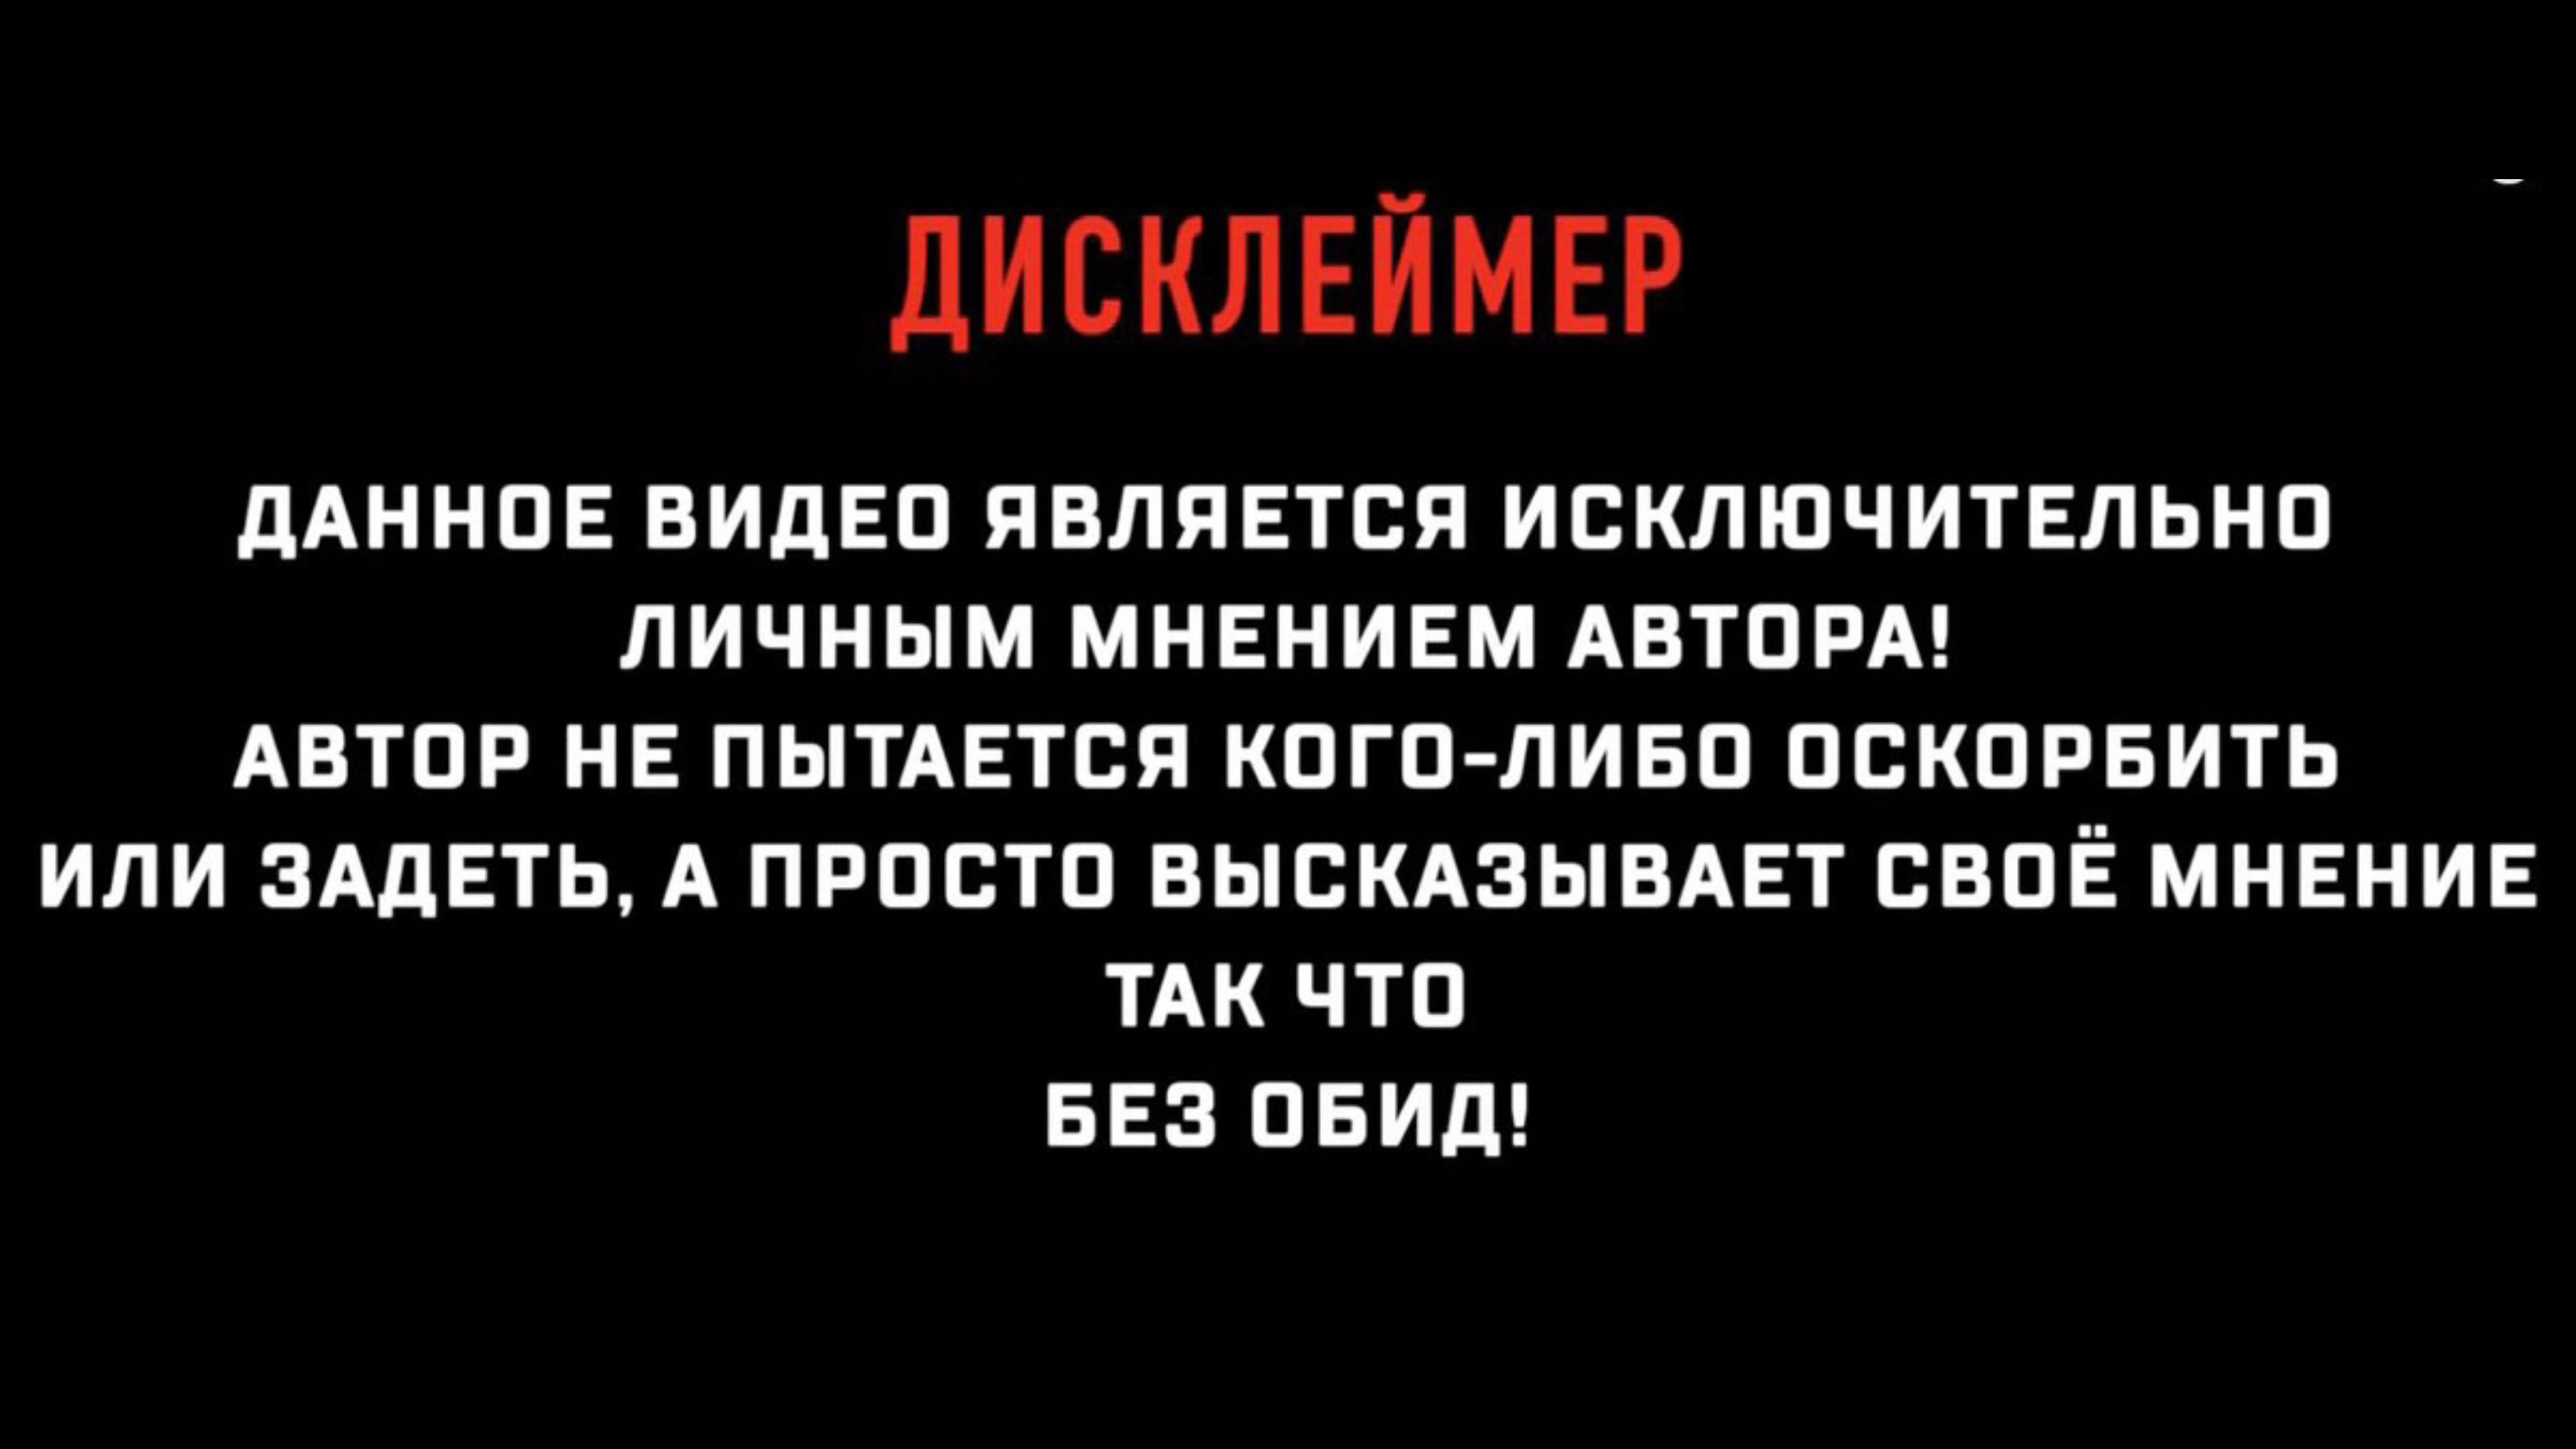 ДИСКЛЕЙМЕР
ДАННОЕ ВИДЕО ЯВЛЯЕТСЯ ИСКЛЮЧИТЕЛЬНО
ЛИЧНЫМ МНЕНИЕМ АВТОРА!
АВТОР НЕ ПЫТАЕТСЯ КОГО-ЛИБО ОСКОРБИТЬ
ИЛИ ЗАДЕТЬ, А ПРОСТО ВЫСКАЗЫВАЕТ СВОЁ МНЕНИЕ
ТАК ЧТО
БЕЗ ОБИД!